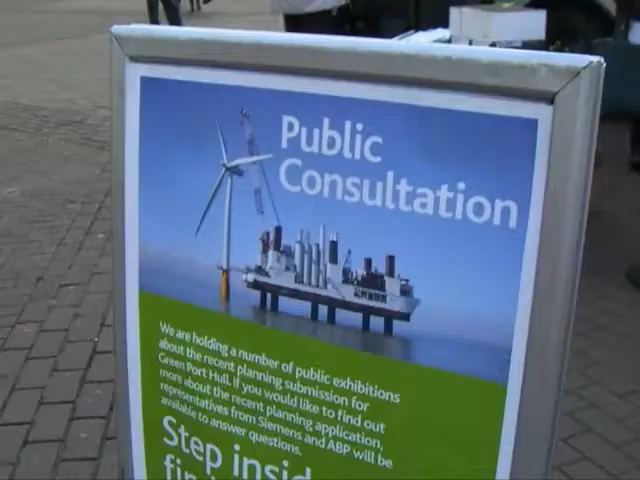 Public
Consultation
We are holding a number of public exhibitions
about the recent planning submission for
Green Port Hull. If you would like to find out
more about the recent planning application,
representatives from Siemens and ABP will be
available to answer questions.
Step insid
fin